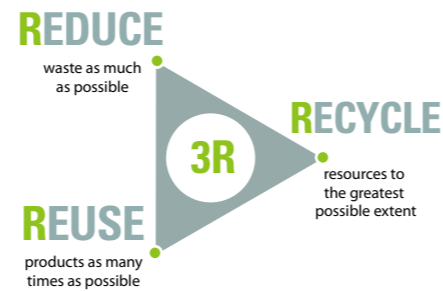 REDUCE
waste as much
as possible
RECYCLE
resources to
the greatest
possible extent
3R
REUSE
products as many
times as possible